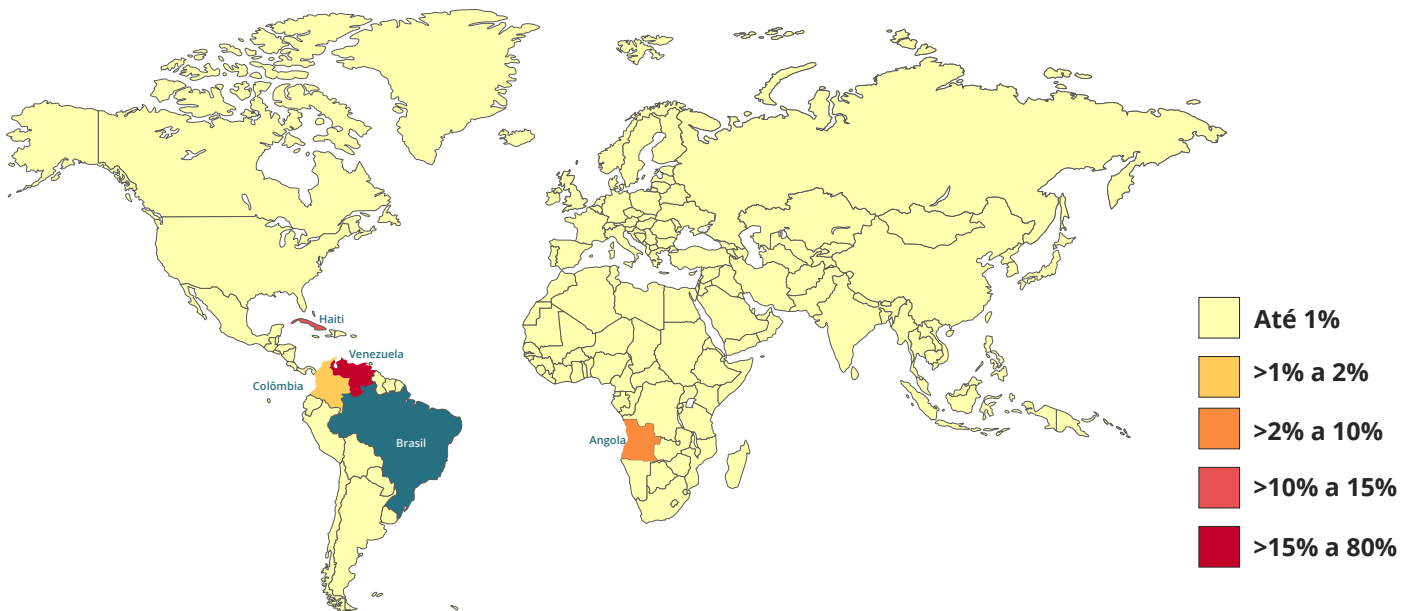 Haiti
Venezuela
Colômbia
Brasil
Angola
Até 1%
>1% a 2%
>2% a 10%
>10% a 15%
>15% a 80%